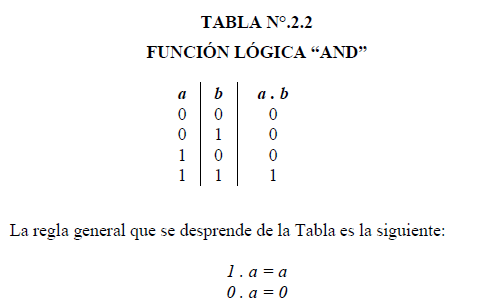 TABLA N°.2.2
FUNCIÓN LÓGICA “AND”
a b a . b
0 0 0
0 1 0
1 0 0
1 1 1
La regla general que se desprende de la Tabla es la siguiente:
1 . a = a
0 . a = 0